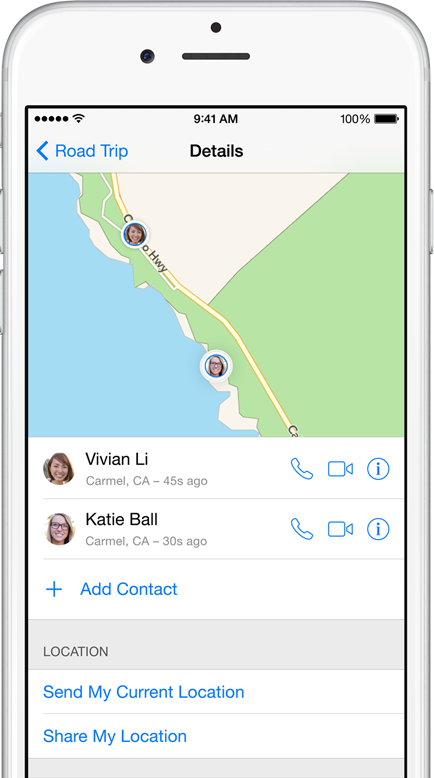 9:41 AM 100%
Road Trip Details
Hwy
Vivian Li
Carmel, CA – 45s ago
Katie Ball
Carmel, CA – 30s ago
+ Add Contact
LOCATION
Send My Current Location
Share My Location